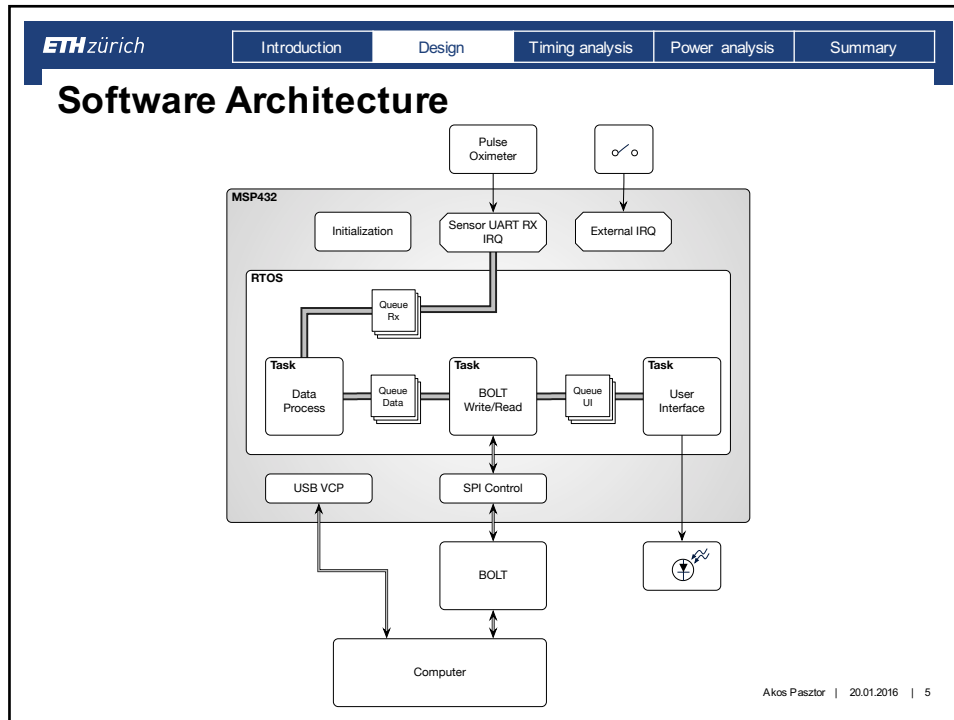 ETH zürich
Introduction
Design
Timing analysis
Power analysis
Summary
Software Architecture
Pulse
Oximeter
MSP432
Initialization
Sensor UART RX
IRQ
External IRQ
RTOS
Queue
Rx
Task
Data
Process
Queue
Data
Task
BOLT
Write/Read
Queue
UI
Task
User
Interface
USB VCP
SPI Control
BOLT
Computer
Akos Pasztor | 20.01.2016 | 5